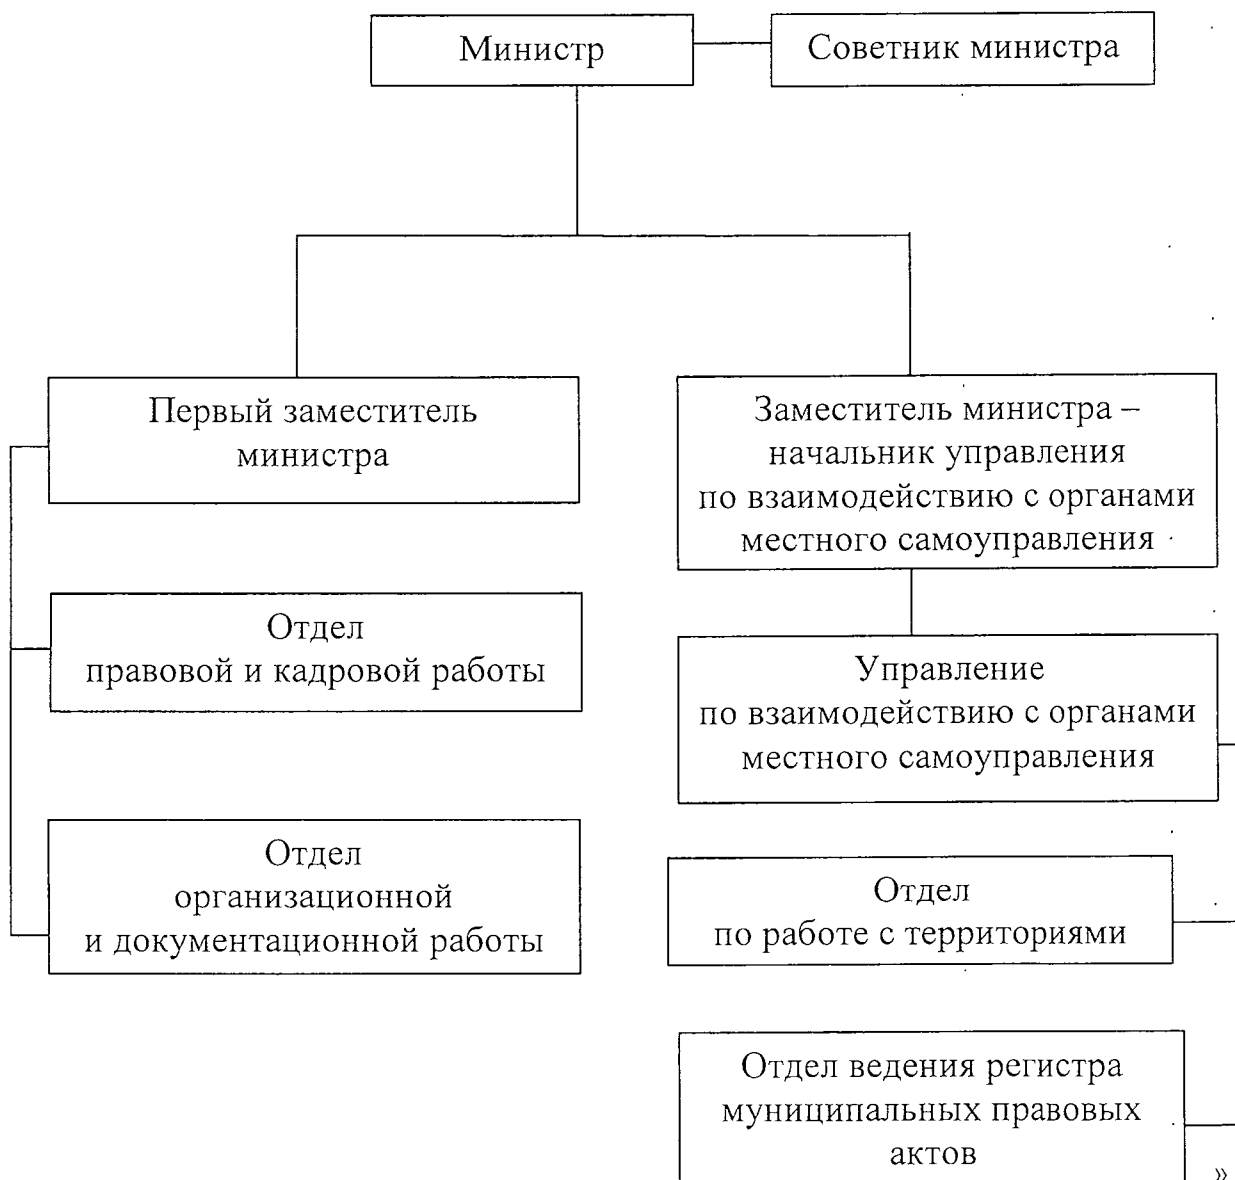 Министр
Советник министра
Первый заместитель
министра
Отдел
правовой и кадровой работы
Отдел
организационной
и документационной работы
Заместитель министра –
начальник управления
по взаимодействию с органами
местного самоуправления
Управление
по взаимодействию с органами
местного самоуправления
Отдел
по работе с территориями
Отдел ведения регистра
муниципальных правовых
актов
»